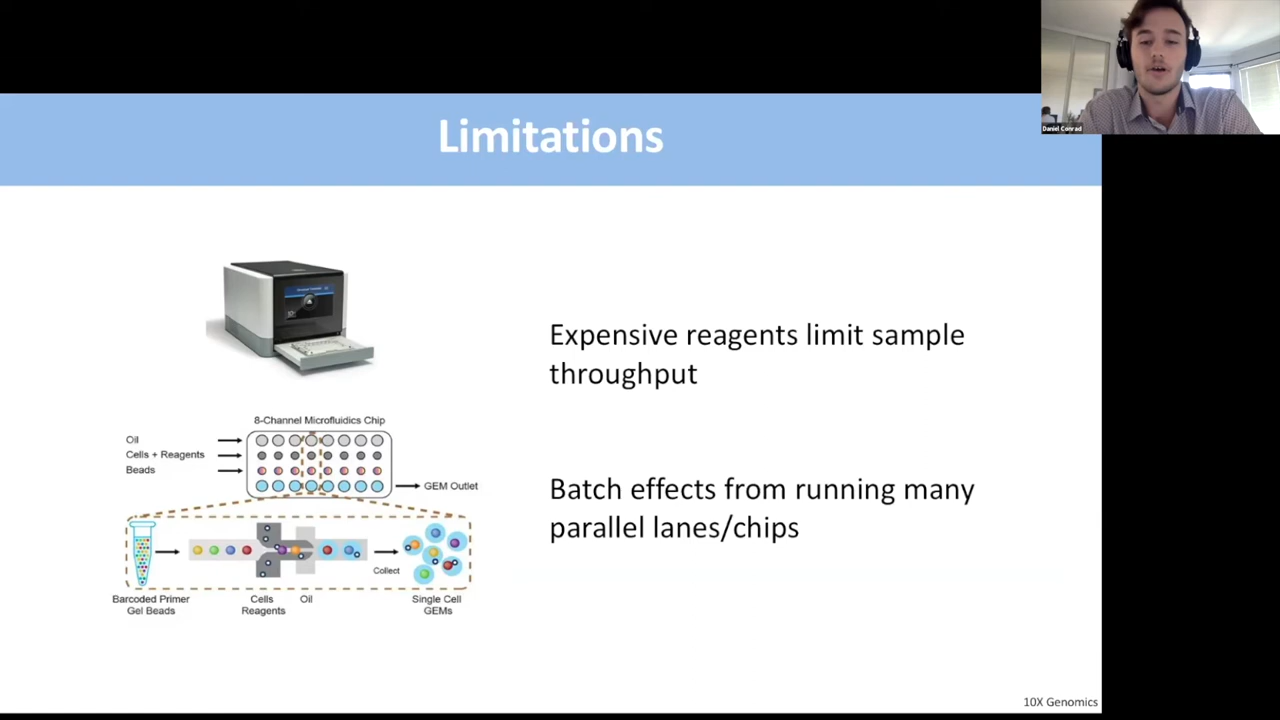 Limitations
Daniel Conrad
Expensive reagents limit sample
throughput
8-Channel Microfluidics Chip
Oil
Cells + Reagents
Beads
GEM Outlet
Batch effects from running many
parallel lanes/chips
Collect
Barcoded Primer
Gel Beads
Cells
Reagents
Oil
Single Cell
GEMs
10X Genomics